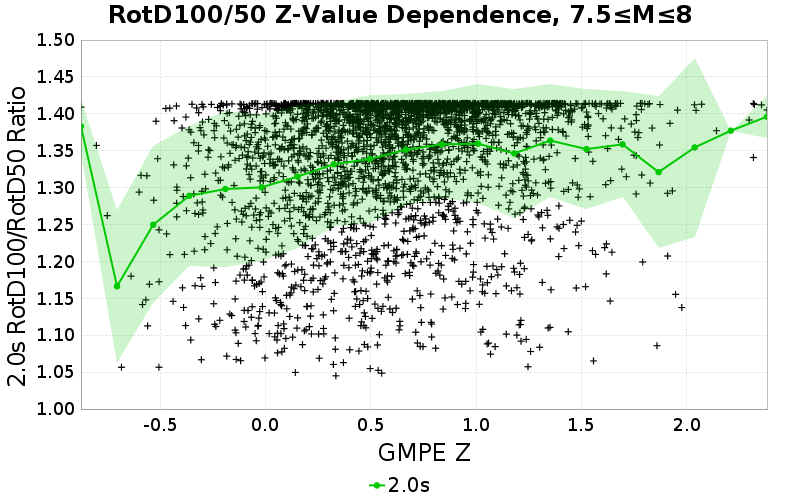 RotD100/50 Z-Value Dependence, 7.5≤M≤8
2.0s RotD100/RotD50 Ratio
1.50
1.45
1.40
1.35
1.30
1.25
1.20
1.15
1.10
1.05
1.00
-0.5 0.0 0.5 1.0 1.5 2.0
GMPE Z
2.0s